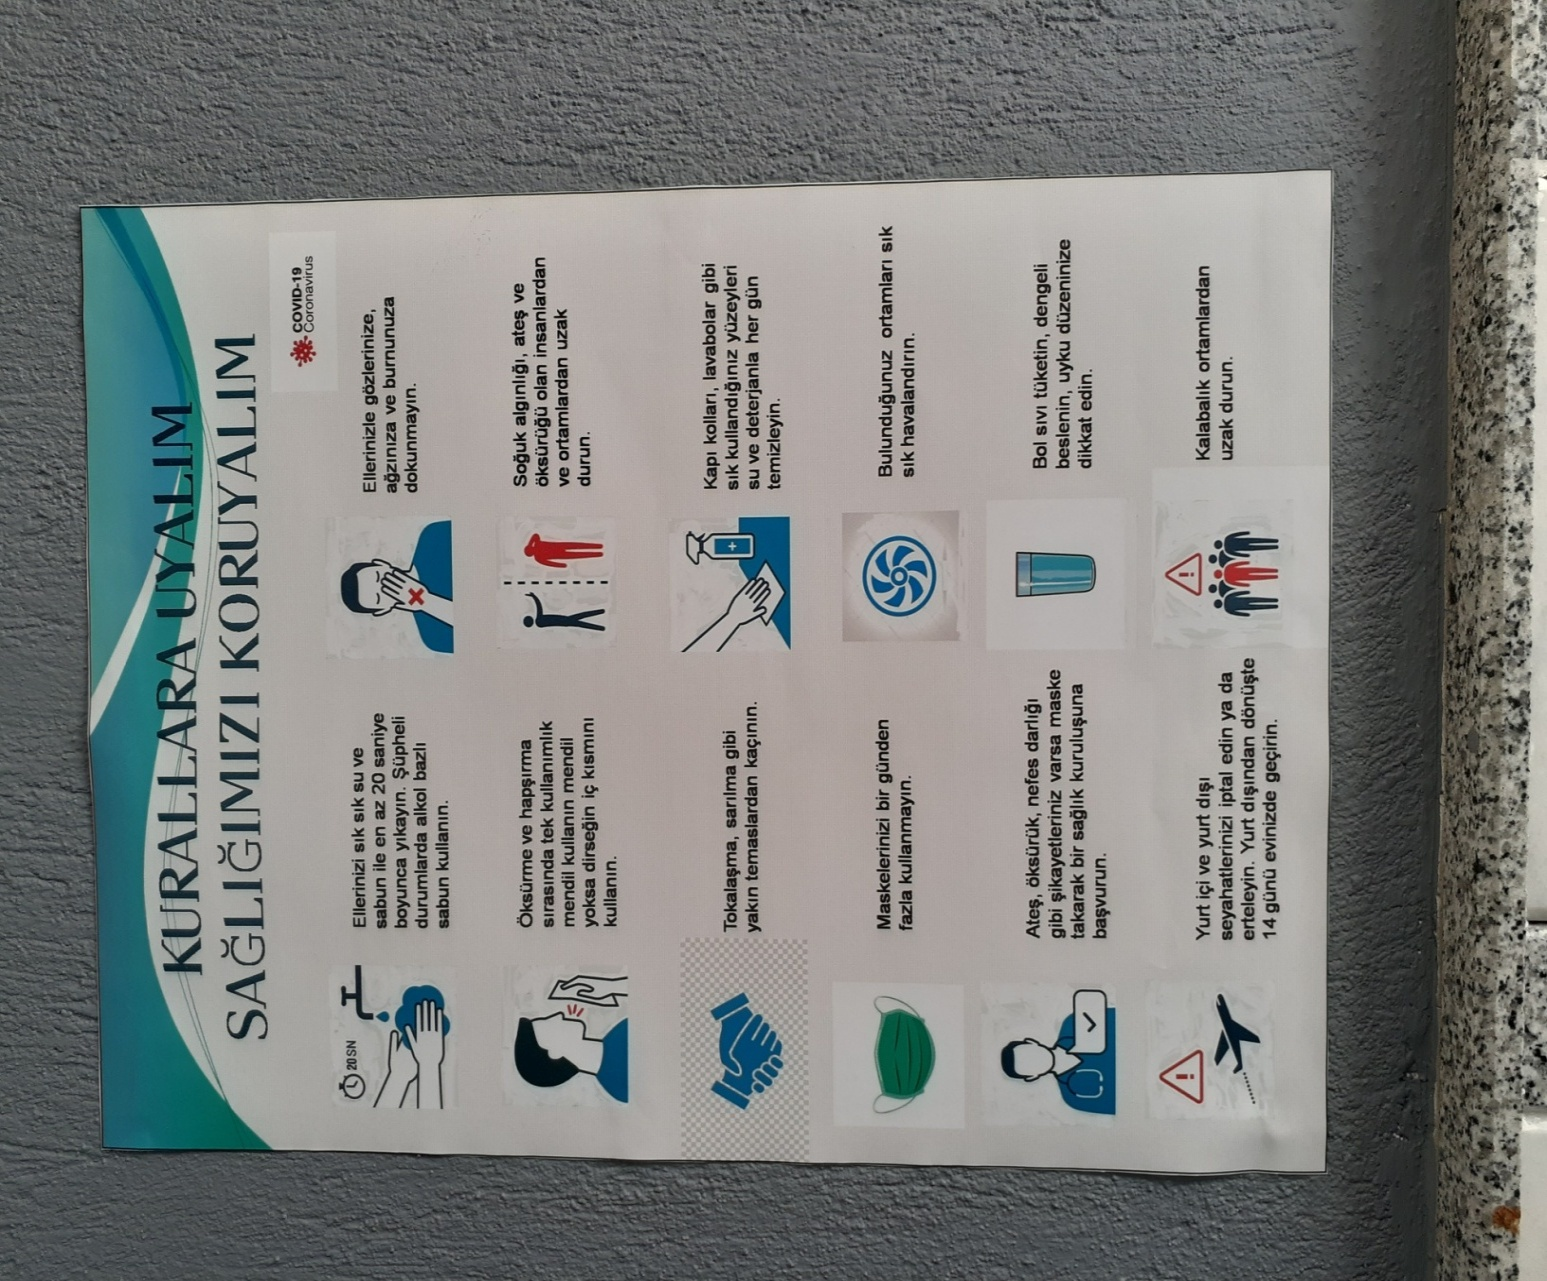 KURALLARA UYALIM
SAĞLIĞIMIZI KORUYALIM
COVID-19
Coronavirus
20 SN
Ellerinizi sık sık su ve
sabun ile en az 20 saniye
boyunca yıkayın. Şüpheli
durumlarda alkol bazlı
sabun kullanın.
Ellerinizle gözlerinize,
ağzınıza ve burnunuza
dokunmayın.
Öksürme ve hapşırma
sırasında tek kullanımlık
mendil kullanın mendil
yoksa dirseğin iç kısmını
kullanın.
Soğuk algınlığı, ateş ve
öksürüğü olan insanlardan
ve ortamlardan uzak
durun.
Tokalaşma, sarılma gibi
yakın temaslardan kaçının.
Kapı kolları, lavabolar gibi
sık kullandığınız yüzeyleri
su ve deterjanla her gün
temizleyin.
Maskelerinizi bir günden
fazla kullanmayın.
Bulunduğunuz ortamları sık
sık havalandırın.
Ateş, öksürük, nefes darlığı
gibi şikayetleriniz varsa maske
takarak bir sağlık kuruluşuna
başvurun.
Bol sıvı tüketin, dengeli
beslenin, uyku düzeninize
dikkat edin.
Yurt içi ve yurt dışı
seyahatlerinizi iptal edin ya da
erteleyin. Yurt dışından dönüşte
14 günü evinizde geçirin.
Kalabalık ortamlardan
uzak durun.